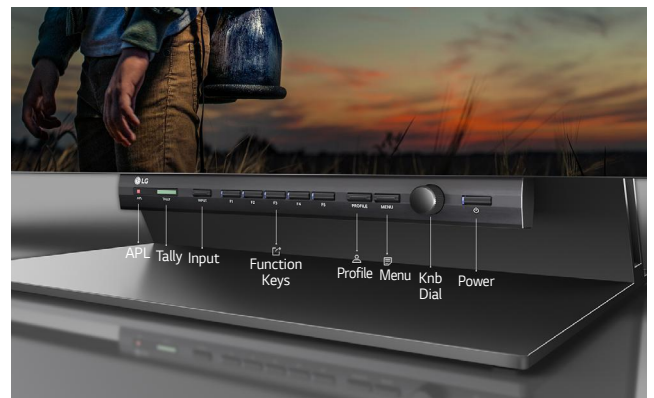 LG
APL
TALLY
INPUT
F1
F2
F3
F4
F5
PROFILE
MENU
APL
Tally
Input
Function
Keys
Profile
Menu
Knb
Dial
Power